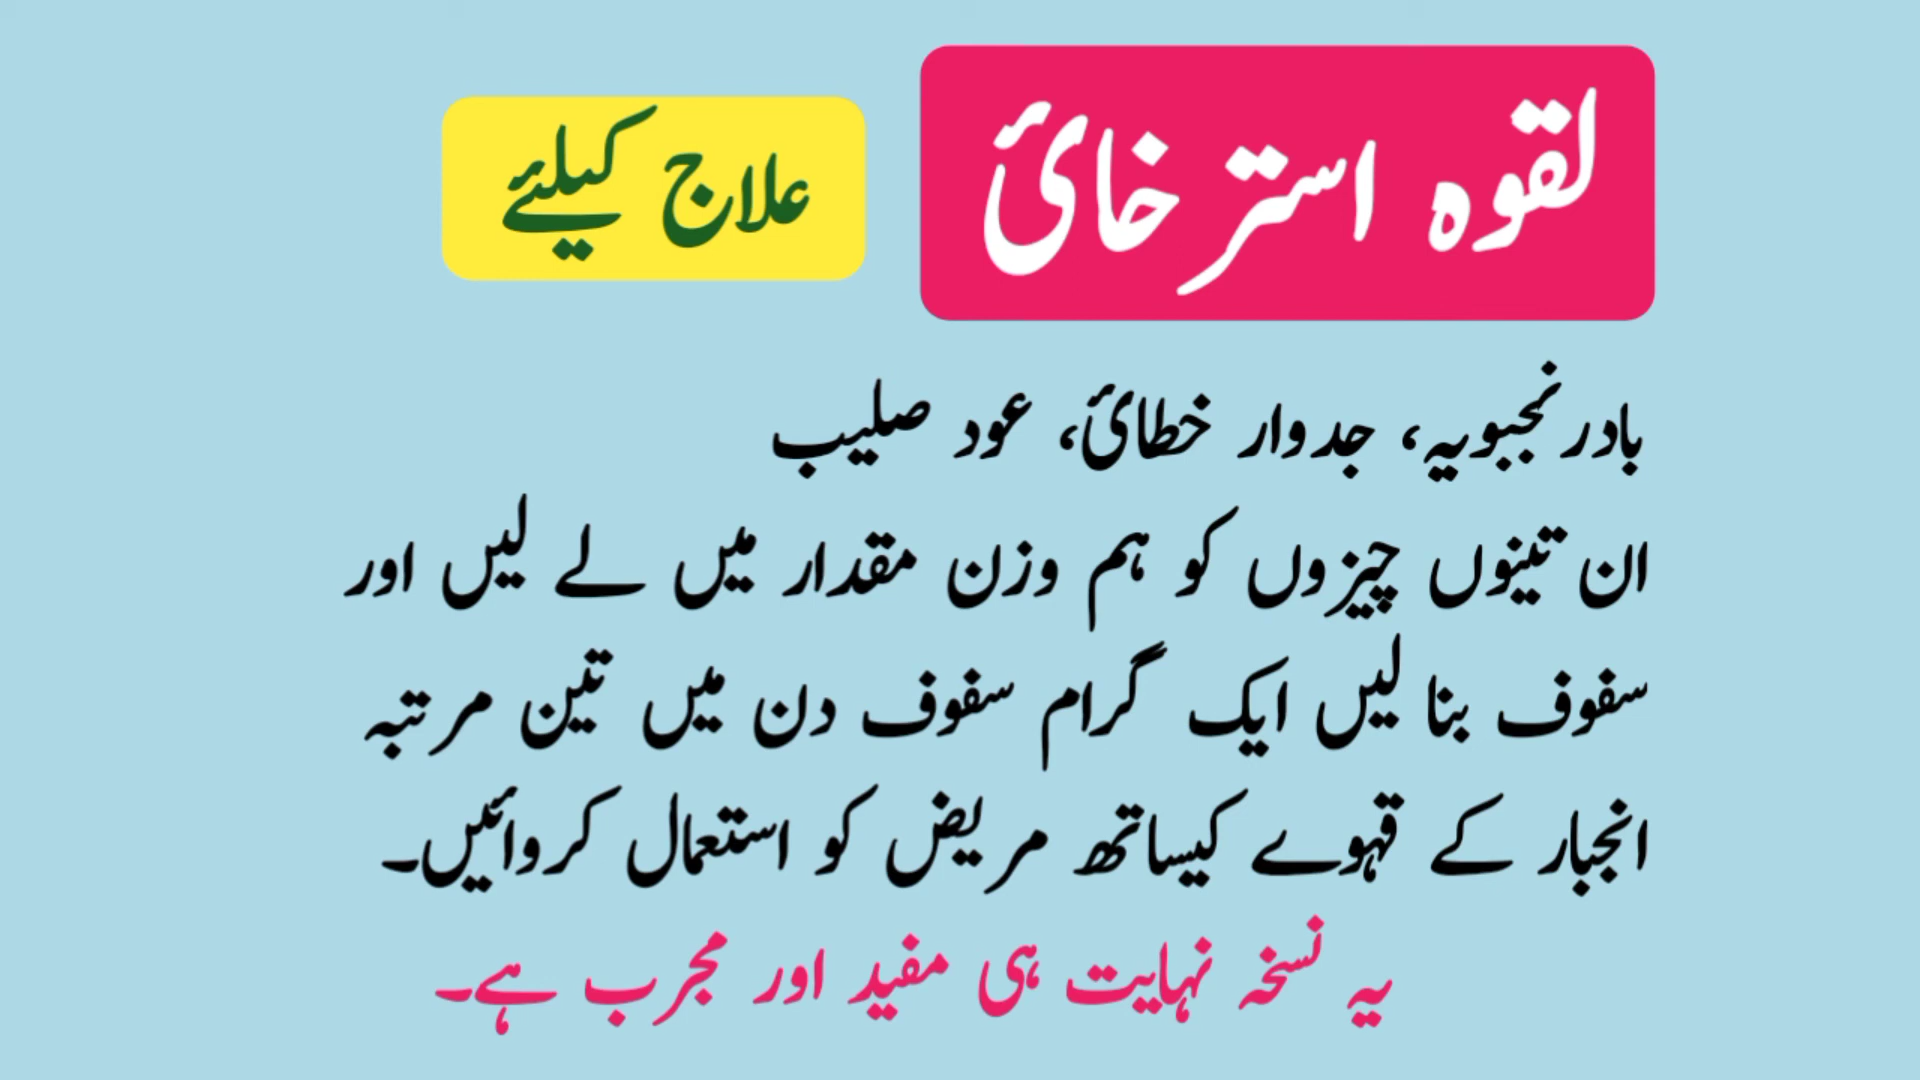 لقوہ استرخائ علاج کیلئے
بادرنجبویہ، جدوار خطائ، عود صلیب
ان تینوں چیزوں کو ہم وزن مقدار میں لے لیں اور
سفوف بنا لیں ایک گرام سفوف دن میں تین مرتبہ
انجبار کے قہوے کیساتھ مریض کو استعمال کروائیں۔
یہ نسخہ نہایت ہی مفید اور مجرب ہے۔